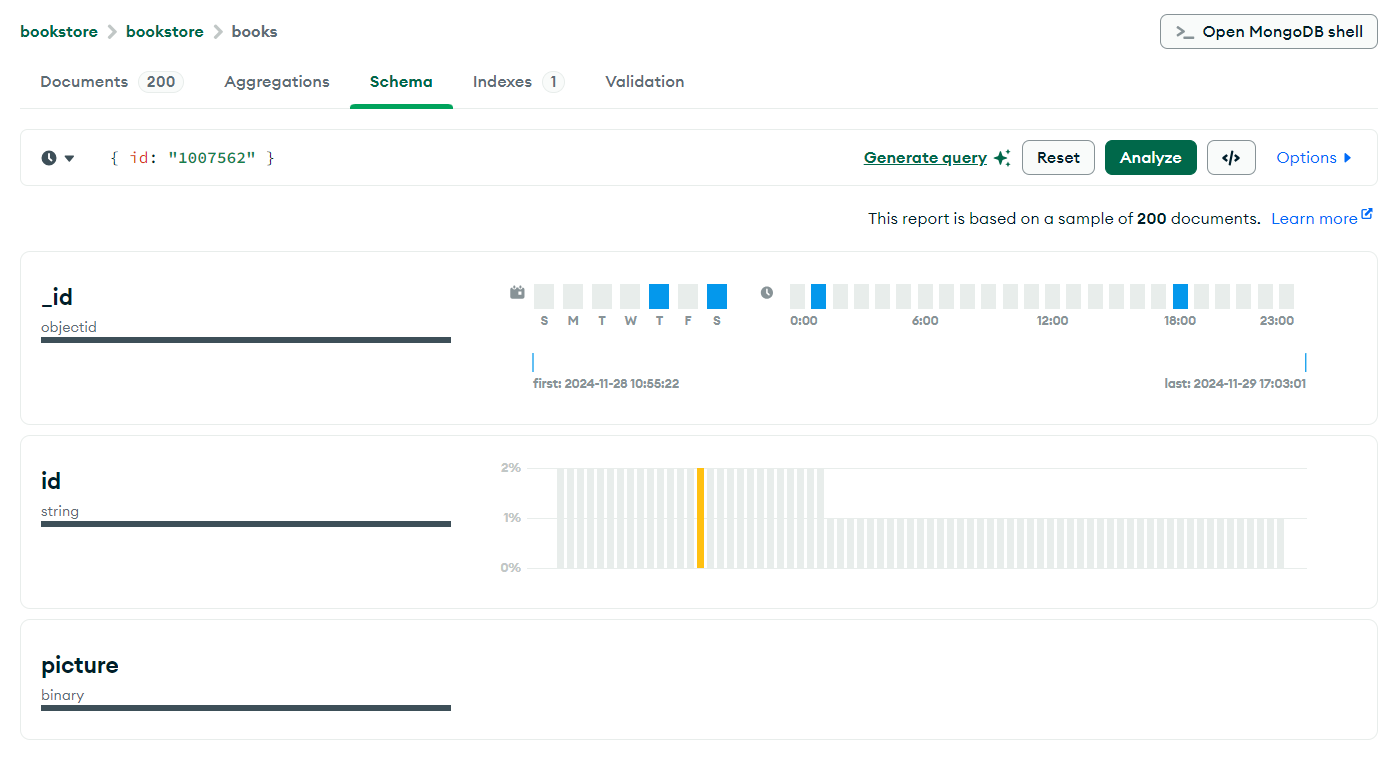 bookstore > bookstore > books
>_ Open MongoDB shell
Documents 200 Aggregations Schema Indexes 1 Validation
{ id: "1007562" }
Generate query Reset Analyze </> Options
This report is based on a sample of 200 documents. Learn more
_id
objectid
S M T W T F S
0:00 6:00 12:00 18:00 23:00
first: 2024-11-28 10:55:22
last: 2024-11-29 17:03:01
id
string
2%
1%
0%
picture
binary